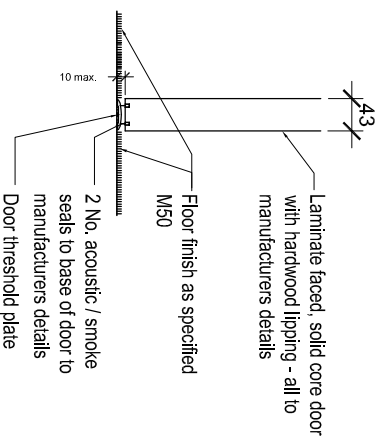 43
Laminate faced, solid core door
with hardwood lipping - all to
manufacturers details
10 max.
Floor finish as specified
M50
2 No. acoustic / smoke
seals to base of door to
manufacturers details
Door threshold plate